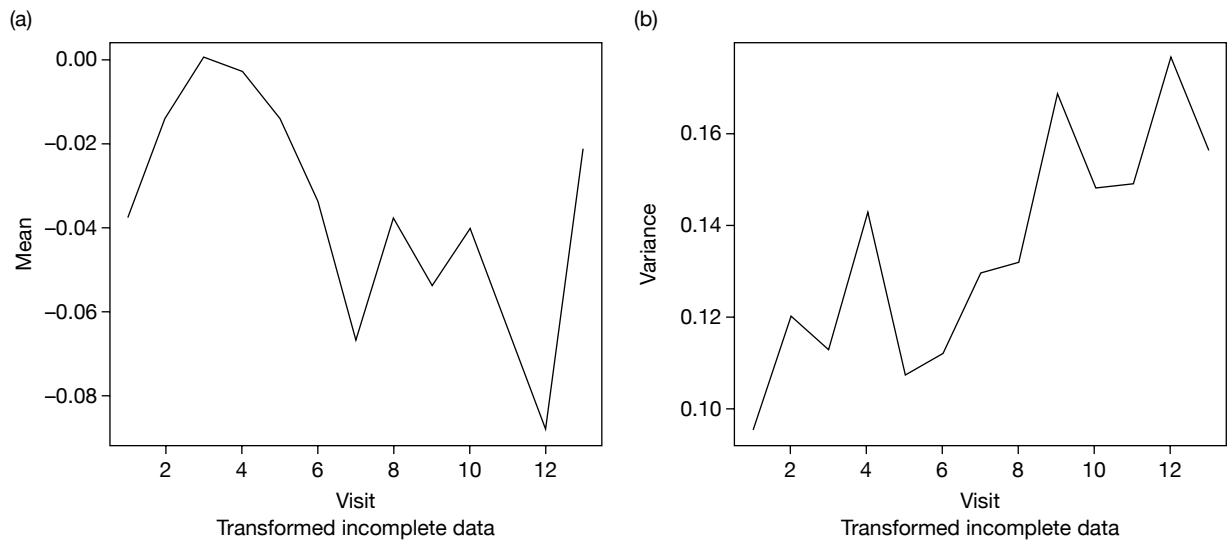 (a)
0.00
−0.02
−0.04
−0.06
−0.08
Mean
2 4 6 8 10 12
Visit
Transformed incomplete data
(b)
0.16
0.14
0.12
0.10
Variance
2 4 6 8 10 12
Visit
Transformed incomplete data